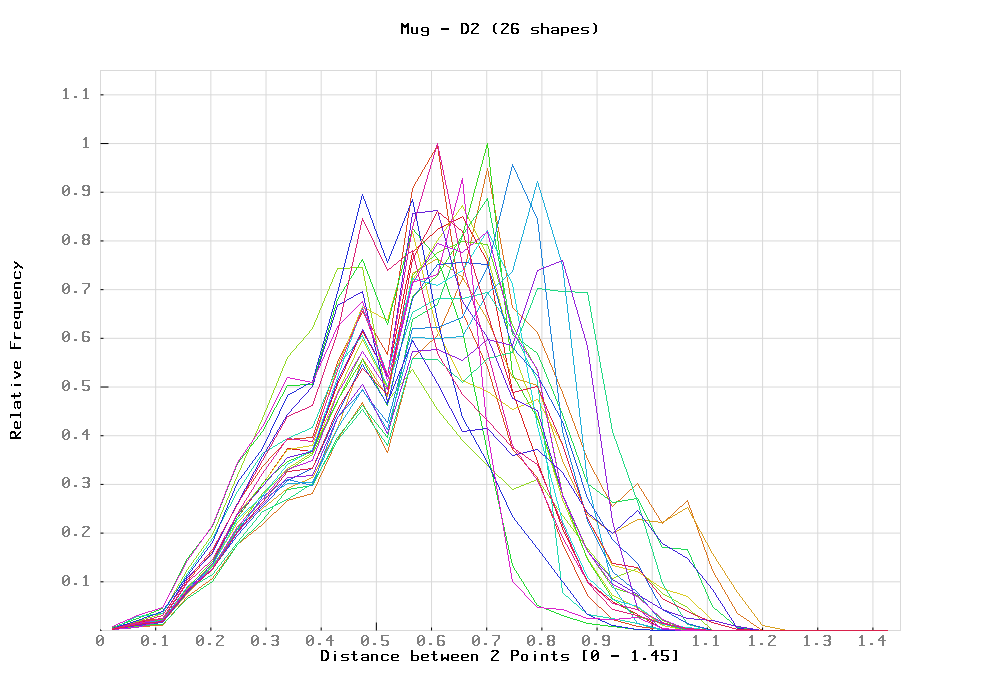 Mug - D2 (26 shapes)
Relative Frequency
1.1
1
0.9
0.8
0.7
0.6
0.5
0.4
0.3
0.2
0.1
0 0.1 0.2 0.3 0.4 0.5 0.6 0.7 0.8 0.9 1 1.1 1.2 1.3 1.4
Distance between 2 Points [0 - 1.45]